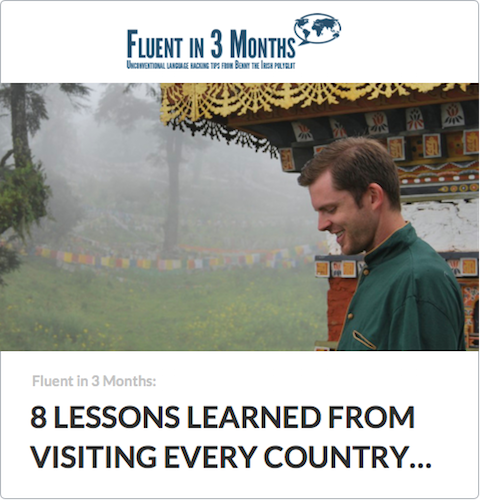 FLUENT IN 3 MONTHS
UNCONVENTIONAL LANGUAGE HACKING TIPS FROM BENNY THE IRISH POLYGLOT
Fluent in 3 Months:
8 LESSONS LEARNED FROM
VISITING EVERY COUNTRY...